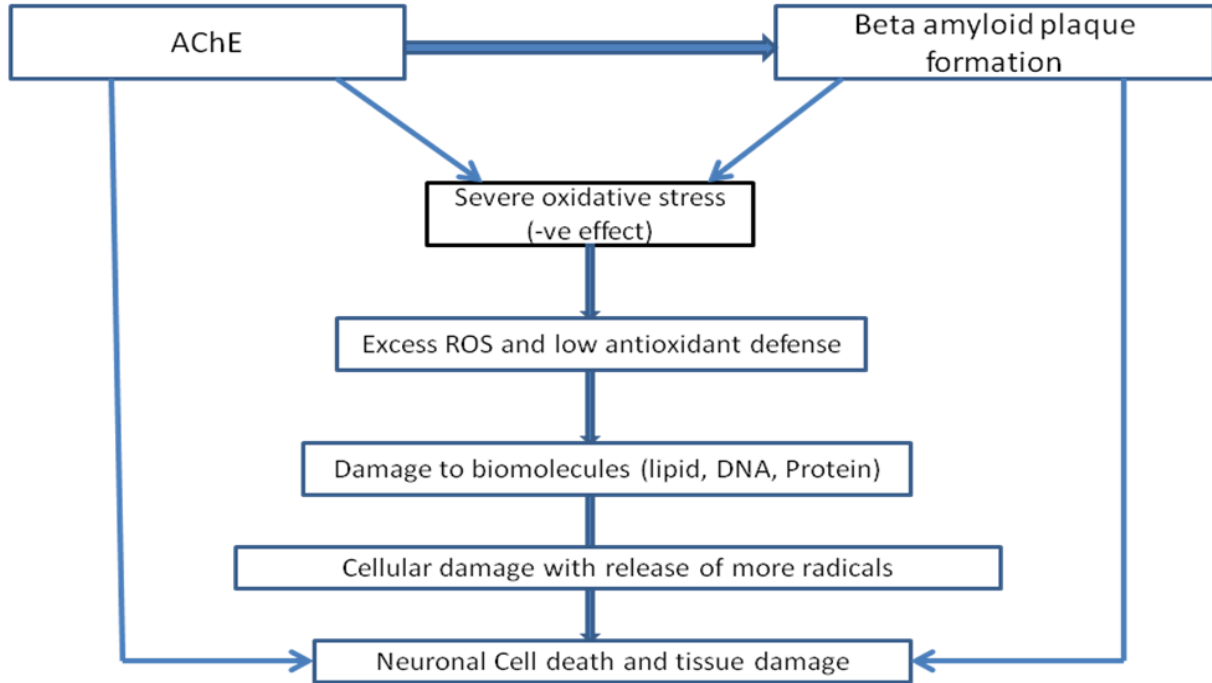 AChE
Beta amyloid plaque
formation
Severe oxidative stress
(-ve effect)
Excess ROS and low antioxidant defense
Damage to biomolecules (lipid, DNA, Protein)
Cellular damage with release of more radicals
Neuronal Cell death and tissue damage